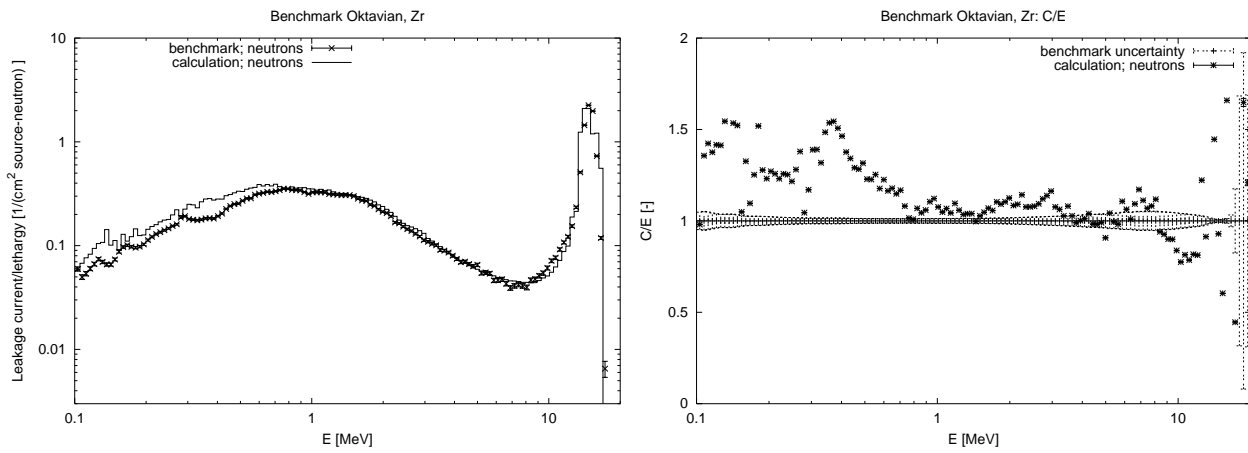 Benchmark Oktavian, Zr
benchmark; neutrons
calculation; neutrons
10
1
0.1
0.01
Leakage current/lethargy [1/(cm2 source-neutron) ]
0.1
1
10
E [MeV]
Benchmark Oktavian, Zr: C/E
benchmark uncertainty
calculation; neutrons
2
1.5
1
0.5
0
C/E [-]
0.1
1
10
E [MeV]